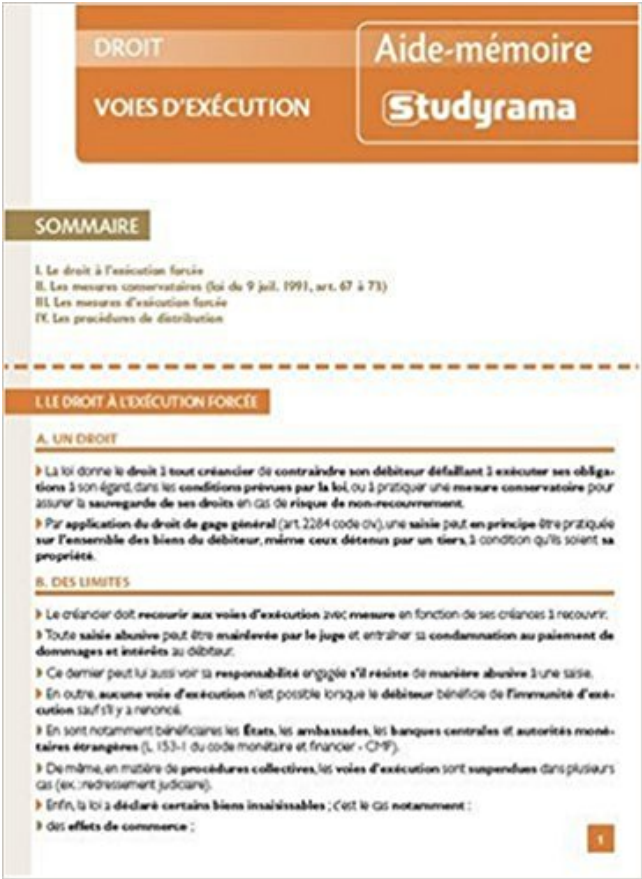 DROIT
VOIES D'EXÉCUTION
Aide-mémoire
Studyrama
SOMMAIRE
I. Le droit à l'exécution forcée
II. Les mesures conservatoires (loi du 9 juil. 1991, art. 67 à 73)
III. Les mesures d'exécution forcée
IV. Les procédures de distribution
I. LE DROIT À L'EXÉCUTION FORCÉE
A. UN DROIT
La loi donne le droit à tout créancier de contraindre son débiteur défaillant à exécuter ses obliga-
tions à son égard, dans les conditions prévues par la loi, ou à pratiquer une mesure conservatoire pour
assurer la sauvegarde de ses droits en cas de risque de non-recouvrement.
Par application du droit de gage général (art. 2284 code civ), une saisie peut en principe être pratiquée
sur l'ensemble des biens du débiteur, même ceux détenus par un tiers, à condition qu'ils soient sa
propriété.
B. DES LIMITES
Le créancier doit recourir aux voies d'exécution avec mesure en fonction de ses créances à recouvrir.
Toute saisie abusive peut être mainlevée par le juge et entraîner sa condamnation au paiement de
dommages et intérêts au débiteur.
Ce dernier peut lui aussi voir sa responsabilité engagée s'il résiste de manière abusive à une saisie.
En outre, aucune voie d'exécution n'est possible lorsque le débiteur bénéficie de l'immunité d'exé-
cution sauf s'il y a renoncé.
En sont notamment bénéficiaires les États, les ambassades, les banques centrales et autorités moné-
taires étrangères (L. 153-1 du code monétaire et financier - CMF).
De même, en matière de procédures collectives, les voies d'exécution sont suspendues dans plusieurs
cas (ex. : redressement judiciaire).
Enfin, la loi a déclaré certains biens insaisissables ; c'est le cas notamment :
des effets de commerce ;
1